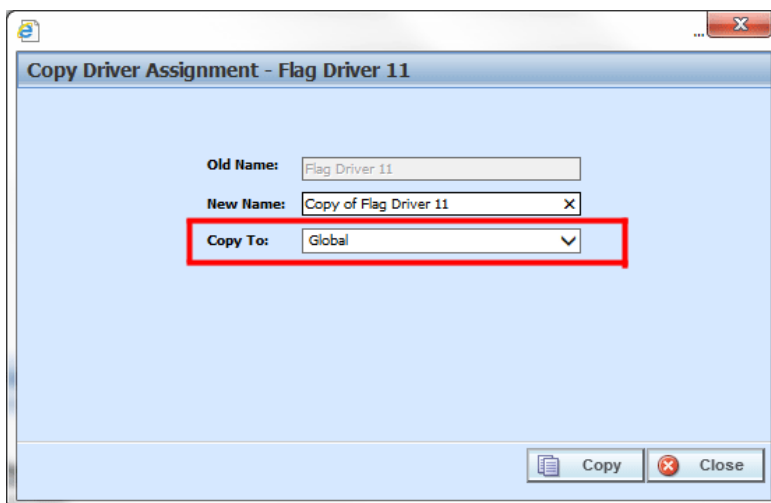 ...
Copy Driver Assignment - Flag Driver 11
Old Name: Flag Driver 11
New Name: Copy of Flag Driver 11
Copy To: Global
Copy Close